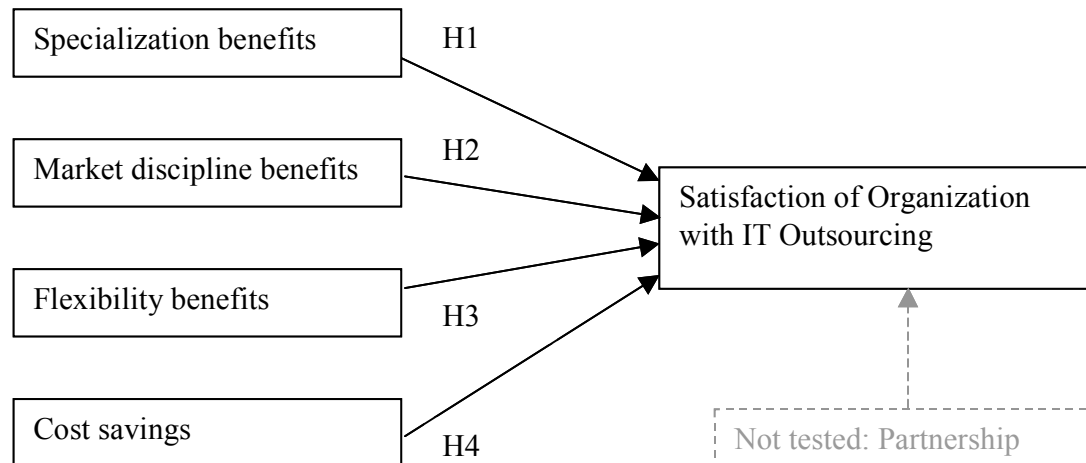 Specialization benefits
H1
Market discipline benefits
H2
Satisfaction of Organization
with IT Outsourcing
Flexibility benefits
H3
Cost savings
H4
Not tested: Partnership